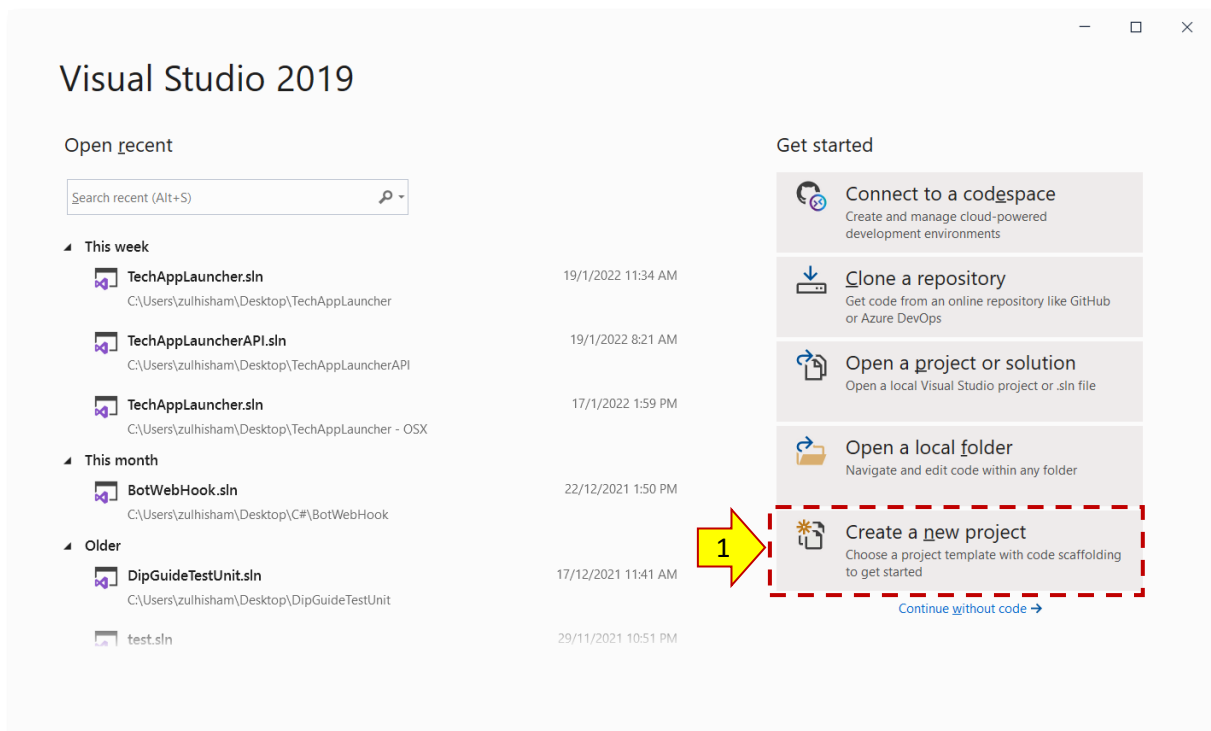 Visual Studio 2019
Open recent
Search recent (Alt+S)
This week
TechAppLauncher.sln
19/1/2022 11:34 AM
C:\Users\zulhisham\Desktop\TechAppLauncher
TechAppLauncherAPI.sln
19/1/2022 8:21 AM
C:\Users\zulhisham\Desktop\TechAppLauncherAPI
TechAppLauncher.sln
17/1/2022 1:59 PM
C:\Users\zulhisham\Desktop\TechAppLauncher - OSX
This month
BotWebHook.sln
22/12/2021 1:50 PM
C:\Users\zulhisham\Desktop\C#\BotWebHook
Older
DipGuideTestUnit.sln
17/12/2021 11:41 AM
C:\Users\zulhisham\Desktop\DipGuideTestUnit
test.sln
29/11/2021 10:51 PM
Get started
Connect to a codespace
Create and manage cloud-powered
development environments
Clone a repository
Get code from an online repository like GitHub
or Azure DevOps
Open a project or solution
Open a local Visual Studio project or .sln file
Open a local folder
Navigate and edit code within any folder
1
Create a new project
Choose a project template with code scaffolding
to get started
Continue without code